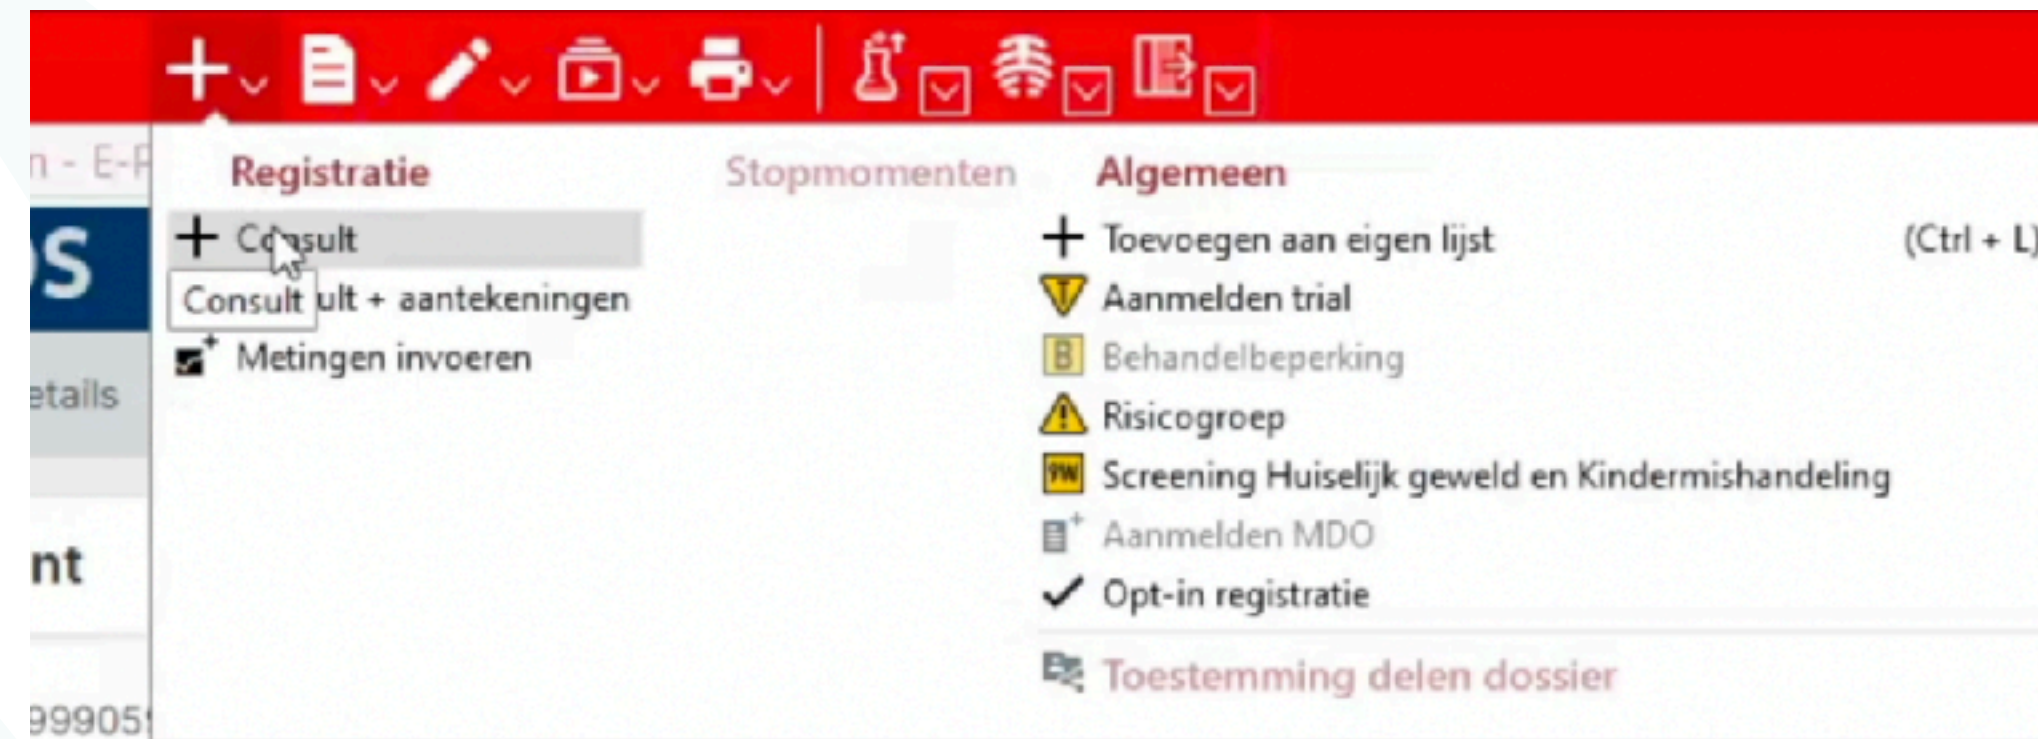 n - E-
Registratie
Stopmomenten
Algemeen
Consult
Toevoegen aan eigen lijst
(Ctrl + L)
Consult
ult + aantekeningen
Aanmelden trial
Metingen invoeren
B Behandelbeperking
etails
Risicogroep
Screening Huiselijk geweld en Kindermishandeling
Aanmelden MDO
nt
Opt-in registratie
Toestemming delen dossier
99905